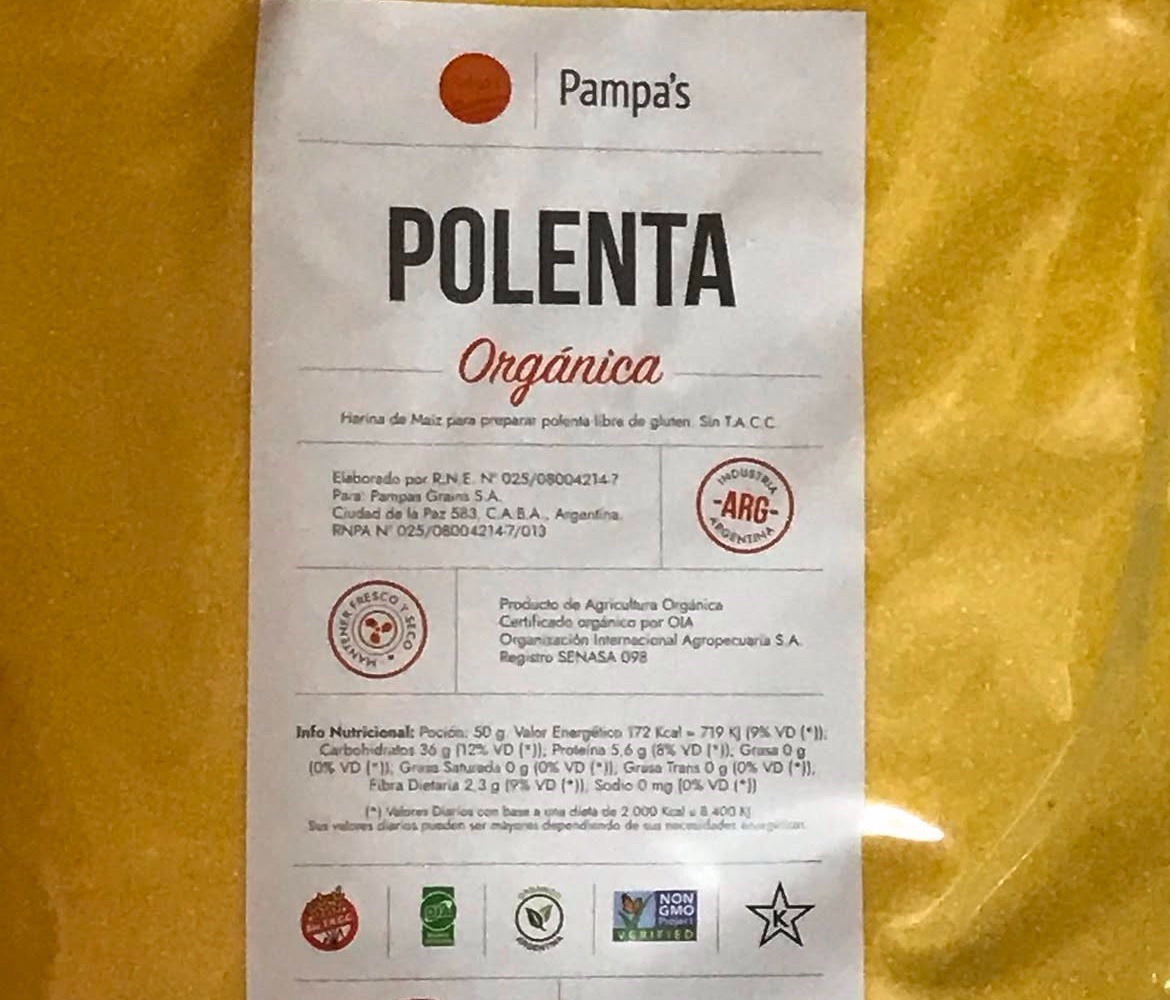 Pampa's
POLENTA
Orgánica
Harina de Maíz para preparar polenta libre de gluten. Sin T.A.C.C.
Elaborado por R.N.E. N° 025/08004214-7
Para: Pampas Grains S.A.
Ciudad de la Paz 583, C.A.B.A., Argentina.
RNPA N° 025/08004214-7/013
INDUSTRIA
-ARG-
ARGENTINA
MANTENER FRESCO Y SECO
Producto de Agricultura Orgánica
Certificado orgánico por OIA
Organización Internacional Agropecuaria S.A.
Registro SENASA 098
Info Nutricional: Poción: 50 g. Valor Energético 172 Kcal = 719 KJ (9% VD (*));
Carbohidratos 36 g (12% VD (*)); Proteína 5,6 g (8% VD (*)); Grasa 0 g
(0% VD (*)), Grasa Saturada 0 g (0% VD (*)), Grasa Trans 0 g (0% VD (*)),
Fibra Dietaria 2,3 g (9% VD (*)), Sodio 0 mg (0% VD (*))
(*) Valores Diarios con base a una dieta de 2.000 Kcal u 8.400 KJ
Sus valores diarios pueden ser mayores dependiendo de sus necesidades energéticas.
Sin T.A.C.C.
OIA
ORGÁNICO
ARGENTINA
NON
GMO
Project
VERIFIED
K